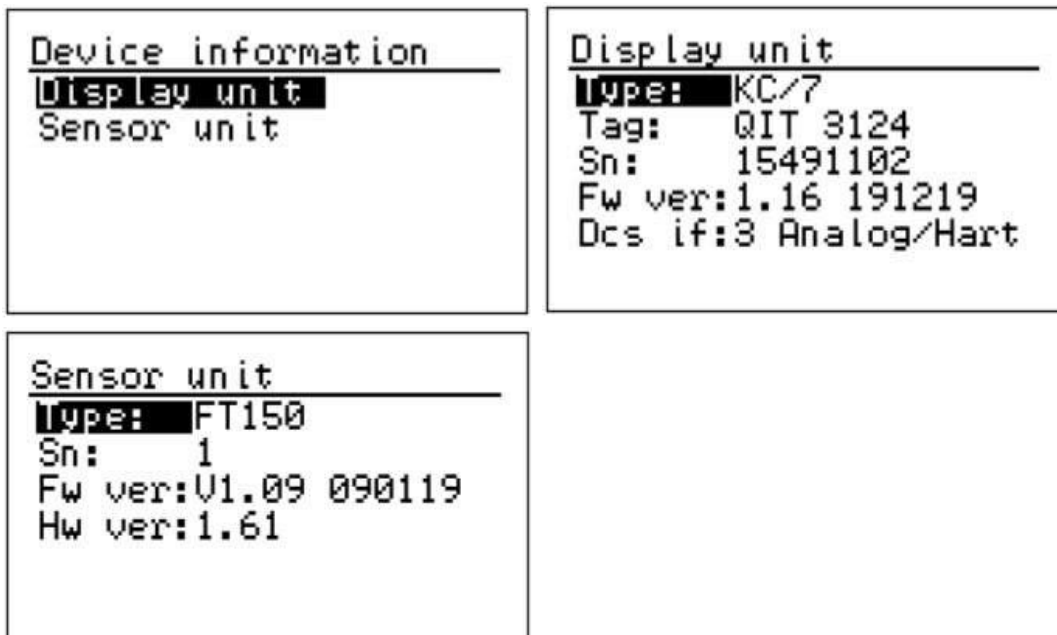 Device information
Display unit
Sensor unit
Display unit
Type: KC/7
Tag: QIT 3124
Sn: 15491102
Fw ver:1.16 191219
Dcs if:3 Analog/Hart
Sensor unit
Type: FT150
Sn: 1
Fw ver:V1.09 090119
Hw ver:1.61